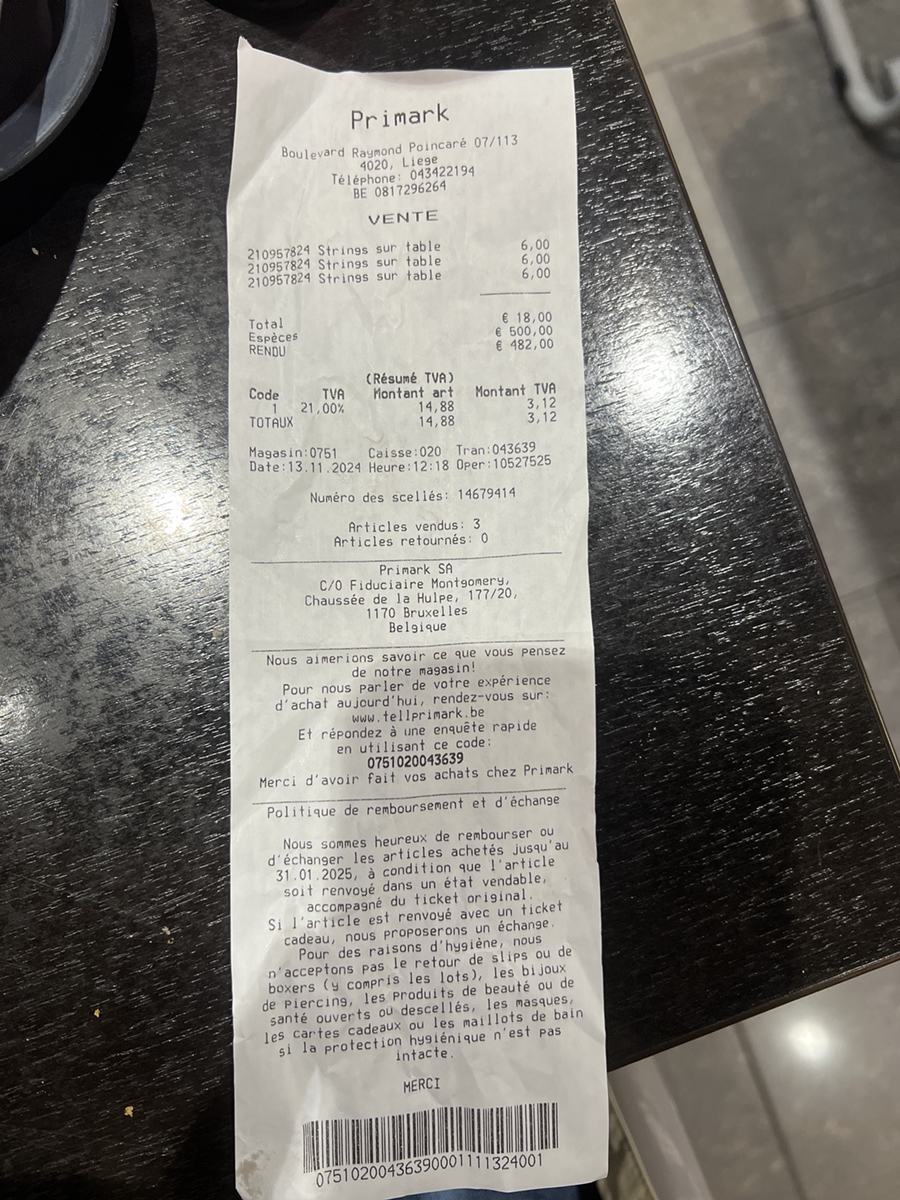 Primark
Boulevard Raymond Poincaré 07/113
4020, Liege
Téléphone: 043422194
BE 0817296264
VENTE
210957824 Strings sur table 6,00
210957824 Strings sur table 6,00
210957824 Strings sur table 6,00
Total € 18,00
Espèces € 500,00
RENDU € 482,00
(Résumé TVA)
Code TVA Montant art Montant TVA
1 21,00% 14,88 3,12
TOTAUX 14,88 3,12
Magasin:0751 Caisse:020 Tran:043639
Date:13.11.2024 Heure:12:18 Oper:10527525
Numéro des scellés: 14679414
Articles vendus: 3
Articles retournés: 0
Primark SA
C/O Fiduciaire Montgomery,
Chaussée de la Hulpe, 177/20,
1170 Bruxelles
Belgique
Nous aimerions savoir ce que vous pensez
de notre magasin!
Pour nous parler de votre expérience
d'achat aujourd'hui, rendez-vous sur:
www.tellprimark.be
Et répondez à une enquête rapide
en utilisant ce code:
0751020043639
Merci d'avoir fait vos achats chez Primark
Politique de remboursement et d'échange
Nous sommes heureux de rembourser ou
d'échanger les articles achetés jusqu'au
31.01.2025, à condition que l'article
soit renvoyé dans un état vendable,
accompagné du ticket original.
Si l'article est renvoyé avec un ticket
cadeau, nous proposerons un échange.
Pour des raisons d'hygiène, nous
n'acceptons pas le retour de slips ou de
boxers (y compris les lots), les bijoux
de piercing, les produits de beauté ou de
santé ouverts ou descellés, les masques,
les cartes cadeaux ou les maillots de bain
si la protection hygiénique n'est pas
intacte.
MERCI
07510200436390001111324001